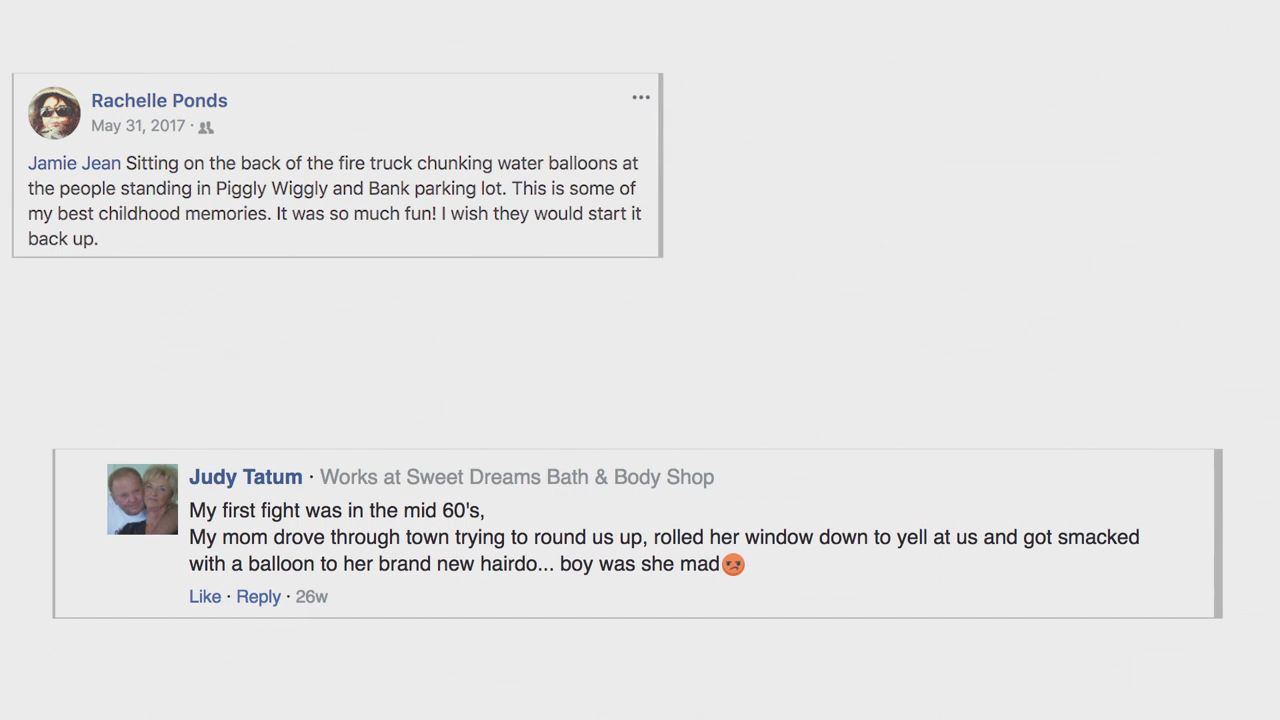 Rachelle Ponds
May 31, 2017 ·
Jamie Jean Sitting on the back of the fire truck chunking water balloons at
the people standing in Piggly Wiggly and Bank parking lot. This is some of
my best childhood memories. It was so much fun! I wish they would start it
back up.
Judy Tatum · Works at Sweet Dreams Bath & Body Shop
My first fight was in the mid 60's,
My mom drove through town trying to round us up, rolled her window down to yell at us and got smacked
with a balloon to her brand new hairdo... boy was she mad😡
Like · Reply · 26w